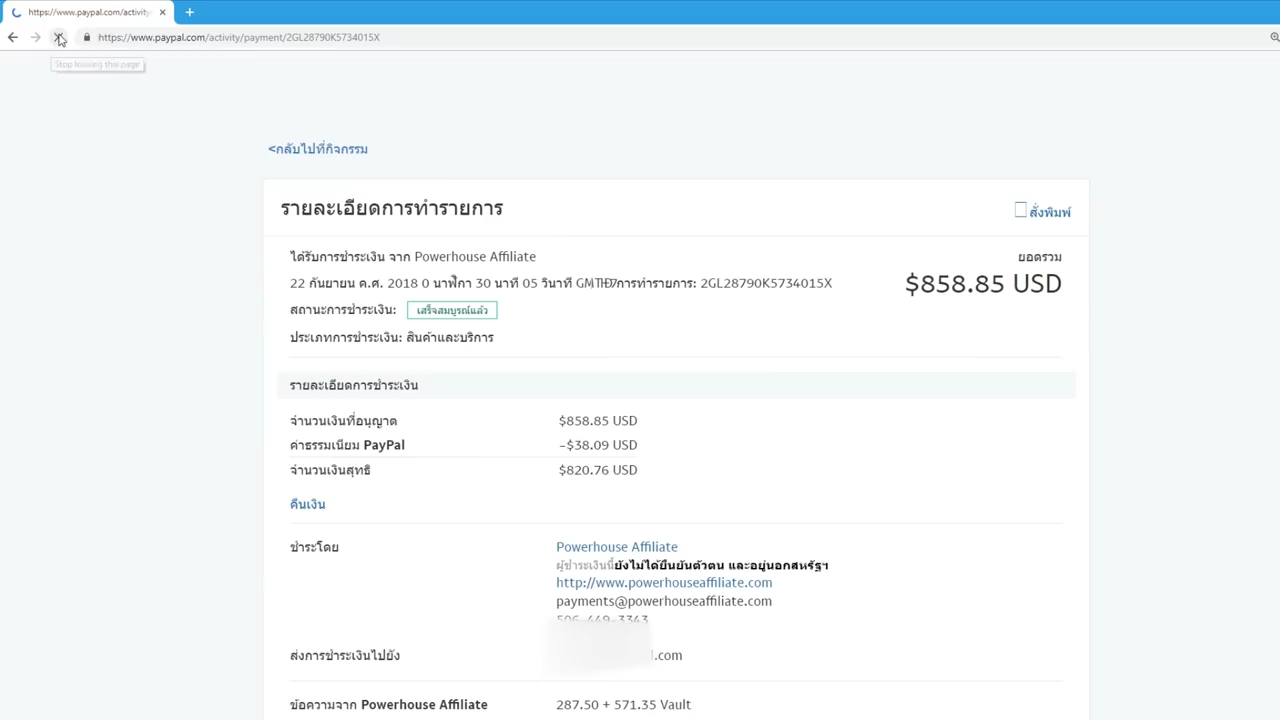 https://www.paypal.com/activity
https://www.paypal.com/activity/payment/2GL28790K5734015X
Stop loading this page
<กลับไปที่กิจกรรม
รายละเอียดการทำรายการ
สั่งพิมพ์
ได้รับการชำระเงิน จาก Powerhouse Affiliate
ยอดรวม
22 กันยายน ค.ศ. 2018 0 นาฬิกา 30 นาที 05 วินาที GMT การทำรายการ: 2GL28790K5734015X
$858.85 USD
สถานะการชำระเงิน: เสร็จสมบูรณ์แล้ว
ประเภทการชำระเงิน: สินค้าและบริการ
รายละเอียดการชำระเงิน
จำนวนเงินที่อนุญาต $858.85 USD
ค่าธรรมเนียม PayPal -$38.09 USD
จำนวนเงินสุทธิ $820.76 USD
คืนเงิน
ชำระโดย Powerhouse Affiliate
ผู้ชำระเงินนี้ยังไม่ได้ยืนยันตัวตน และอยู่นอกสหรัฐฯ
http://www.powerhouseaffiliate.com
payments@powerhouseaffiliate.com
506-449-3343
ส่งการชำระเงินไปยัง .com
ข้อความจาก Powerhouse Affiliate 287.50 + 571.35 Vault